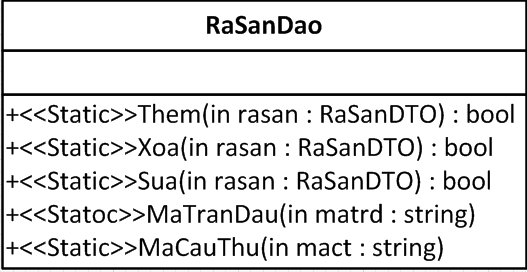 RaSanDao
+<<Static>>Them(in rasan : RaSanDTO) : bool
+<<Static>>Xoa(in rasan : RaSanDTO) : bool
+<<Static>>Sua(in rasan : RaSanDTO) : bool
+<<Statoc>>MaTranDau(in matrd : string)
+<<Static>>MaCauThu(in mact : string)